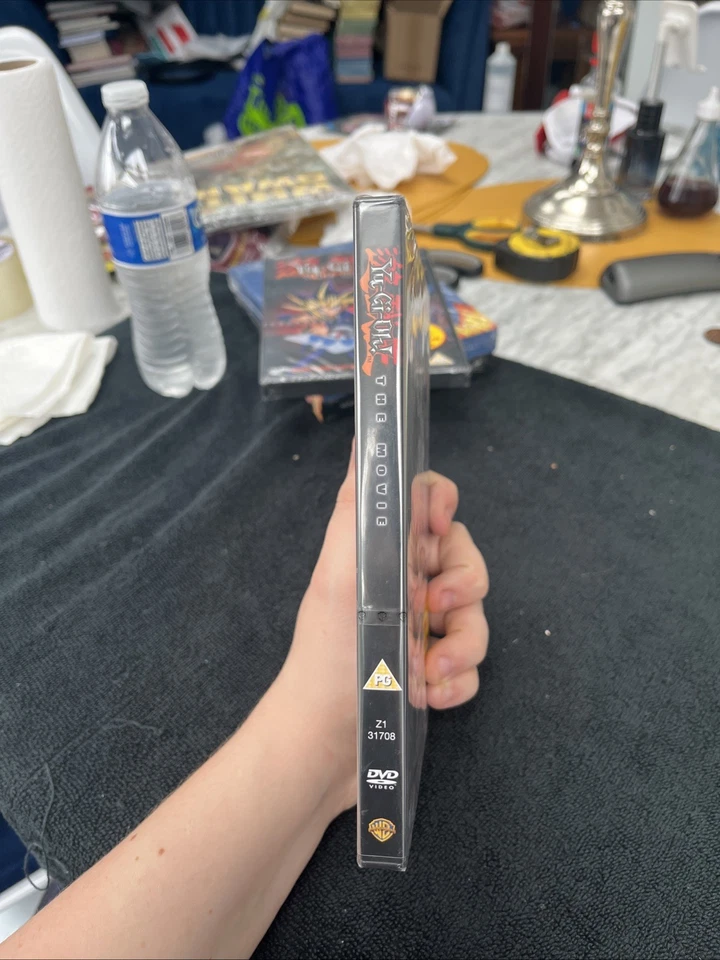 Yu-Gi-Oh!
THE MOVIE
PG
Z1
31708
DVD
VIDEO
WB